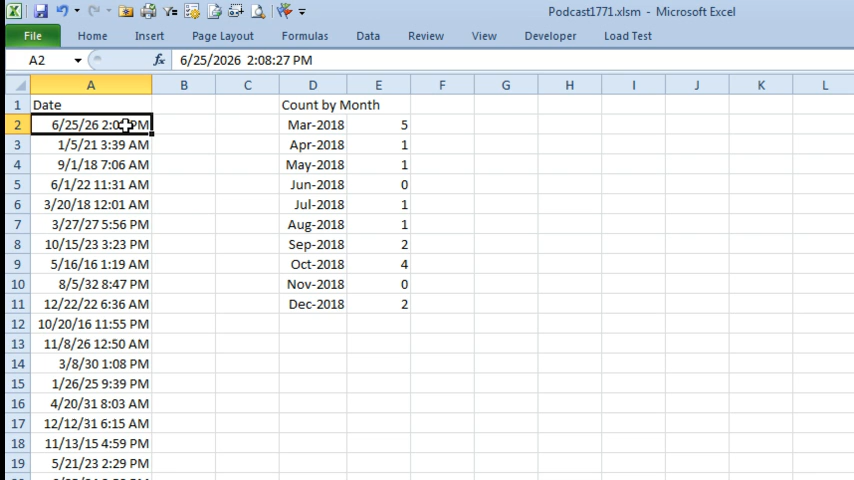 Podcast1771.xlsm - Microsoft Excel
File Home Insert Page Layout Formulas Data Review View Developer Load Test
A2 fx 6/25/2026 2:08:27 PM
A B C D E F G H I J K L
1 Date Count by Month
2 6/25/26 PM Mar-2018 5
3 1/5/21 3:39 AM Apr-2018 1
4 9/1/18 7:06 AM May-2018 1
5 6/1/22 11:31 AM Jun-2018 0
6 3/20/18 12:01 AM Jul-2018 1
7 3/27/27 5:56 PM Aug-2018 1
8 10/15/23 3:23 PM Sep-2018 2
9 5/16/16 1:19 AM Oct-2018 4
10 8/5/32 8:47 PM Nov-2018 0
11 12/22/22 6:36 AM Dec-2018 2
12 10/20/16 11:55 PM
13 11/8/26 12:50 AM
14 3/8/30 1:08 PM
15 1/26/25 9:39 PM
16 4/20/31 8:03 AM
17 12/12/31 6:15 AM
18 11/13/15 4:59 PM
19 5/21/23 2:29 PM